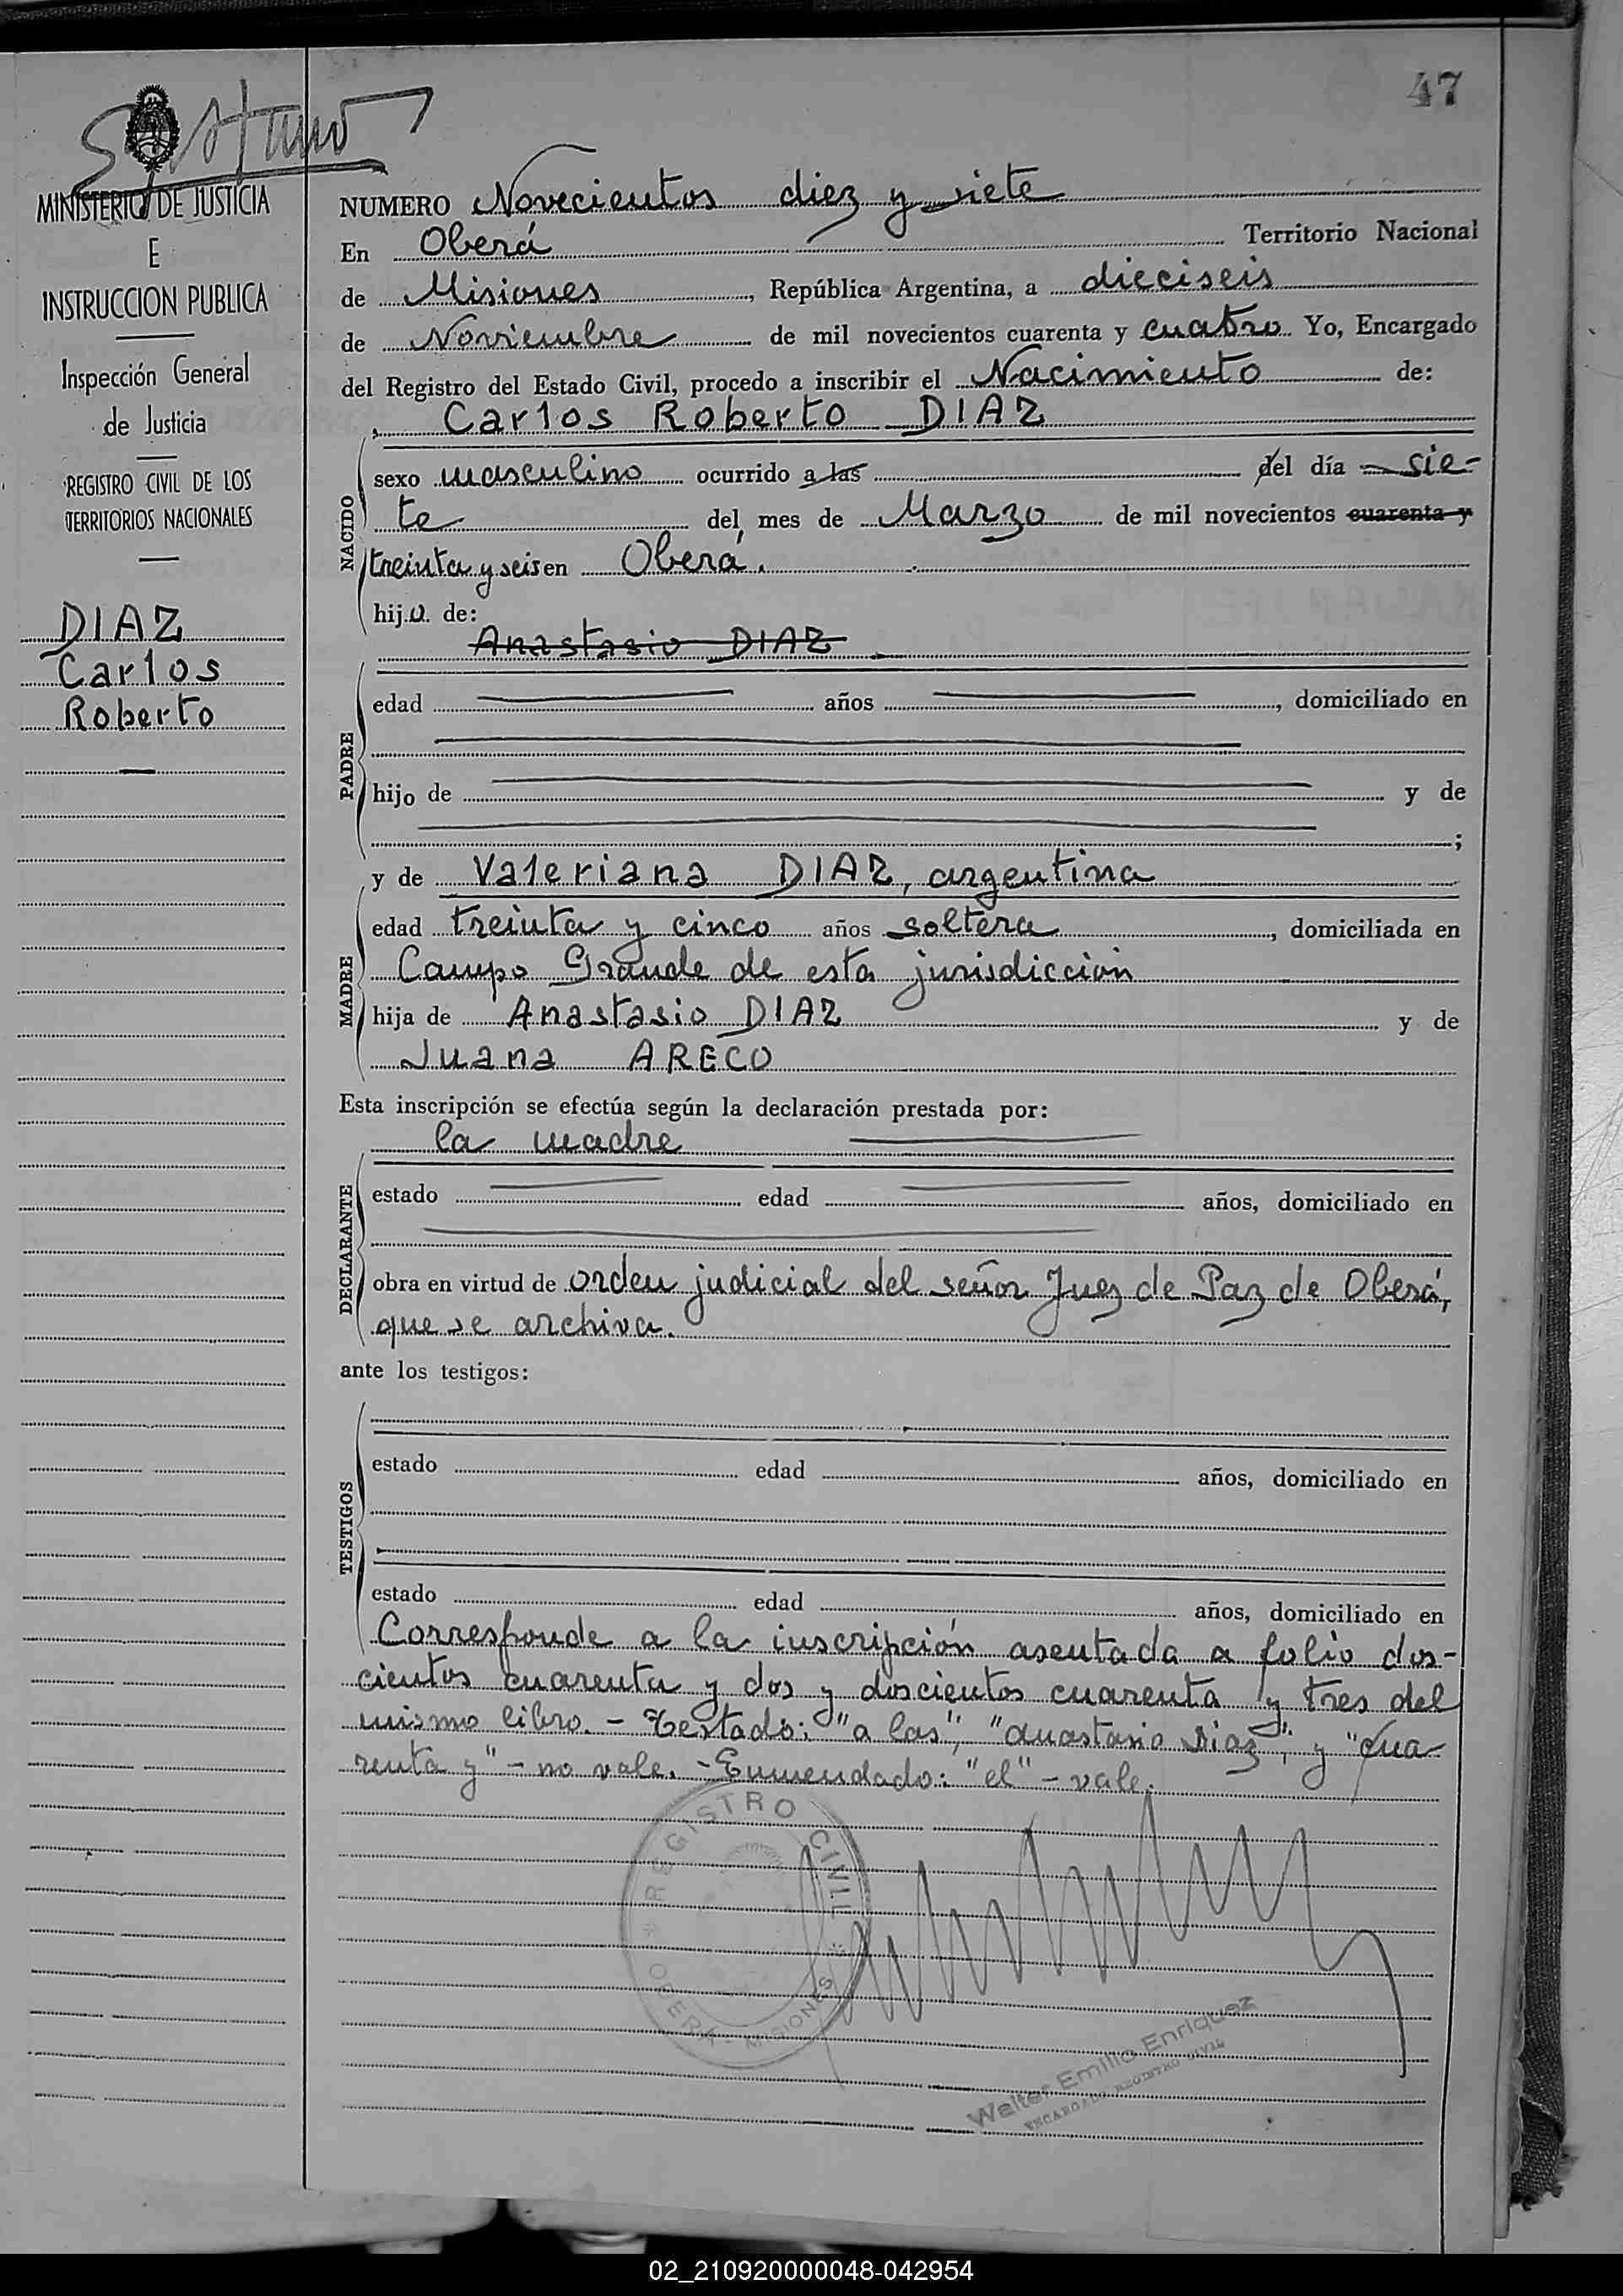 47
MINISTERIO DE JUSTICIA
E
INSTRUCCION PUBLICA
Inspección General
de Justicia
REGISTRO CIVIL DE LOS
TERRITORIOS NACIONALES
DIAZ
Carlos
Roberto
NUMERO Novecientos diez y siete
En Oberá Territorio Nacional
de Misiones, República Argentina, a dieciseis
de Noviembre de mil novecientos cuarenta y cuatro Yo, Encargado
del Registro del Estado Civil, procedo a inscribir el Nacimiento de:
Carlos Roberto DIAZ
NACIDO
sexo masculino ocurrido a las del día sie-
te del mes de Marzo de mil novecientos cuarenta y
treinta y seis en Oberá.
hijo. de:
Anastasio DIAZ
PADRE
edad años , domiciliado en
hijo de y de
;
y de Valeriana DIAZ, argentina
MADRE
edad treinta y cinco años soltera, domiciliada en
Campo Grande de esta jurisdicción
hija de Anastasio DIAZ y de
Juana ARECO
Esta inscripción se efectúa según la declaración prestada por:
la madre
DECLARANTE
estado edad años, domiciliado en
obra en virtud de orden judicial del señor Juez de Paz de Oberá,
que se archiva.
ante los testigos:
TESTIGOS
estado edad años, domiciliado en
estado edad años, domiciliado en
Corresponde a la inscripción asentada a folio dos-
cientos cuarenta y dos y doscientos cuarenta y tres del
mismo libro. - Testado: "a las", "Anastasio Diaz", y "cua-
renta y" - no vale. - Enmendado: "el" - vale.
REGISTRO CIVIL
OBERA - MISIONES
Walter Emilio Enriquez
ENCARGADO REGISTRO CIVIL
02_210920000048-042954